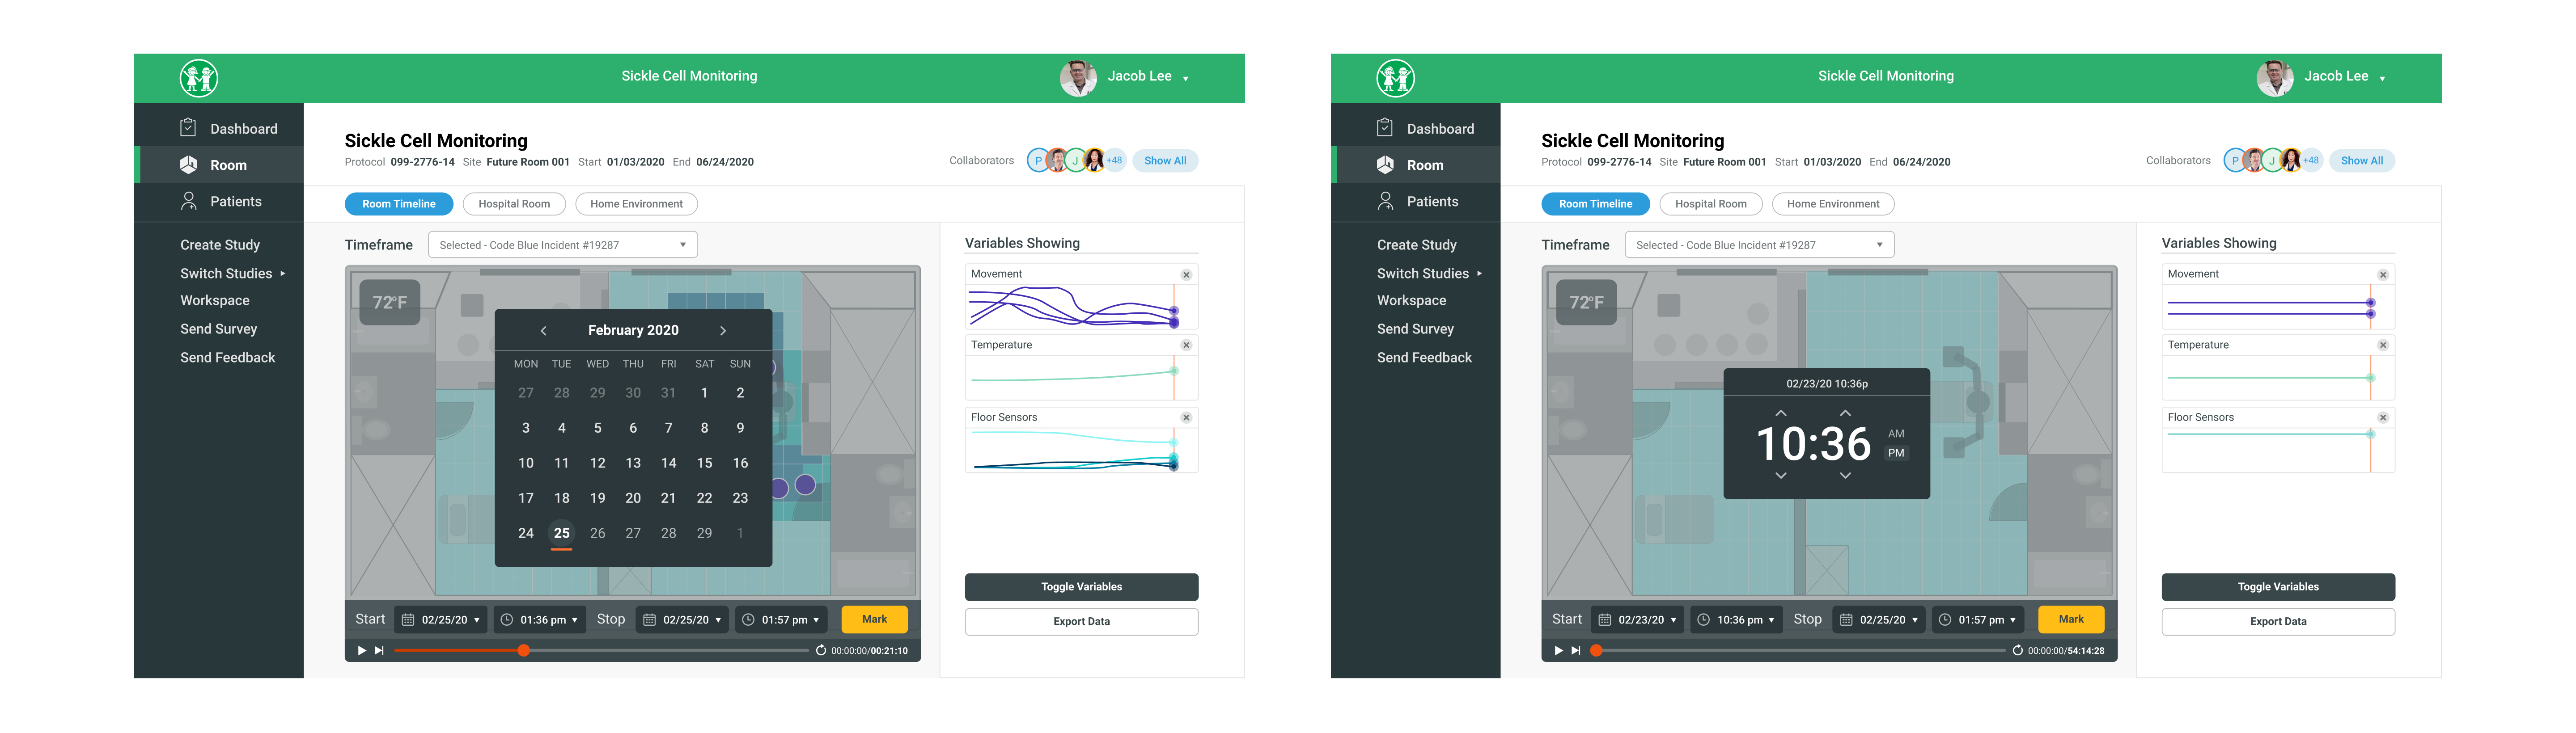 Sickle Cell Monitoring
Jacob Lee
Dashboard
Room
Patients
Create Study
Switch Studies
Workspace
Send Survey
Send Feedback
Sickle Cell Monitoring
Protocol 099-2776-14 Site Future Room 001 Start 01/03/2020 End 06/24/2020
Collaborators P J +48 Show All
Room Timeline Hospital Room Home Environment
Timeframe Selected - Code Blue Incident #19287
72°F
February 2020
MON TUE WED THU FRI SAT SUN
27 28 29 30 31 1 2
3 4 5 6 7 8 9
10 11 12 13 14 15 16
17 18 19 20 21 22 23
24 25 26 27 28 29 1
Start 02/25/20 01:36 pm Stop 02/25/20 01:57 pm Mark
00:00:00/00:21:10
Variables Showing
Movement
Temperature
Floor Sensors
Toggle Variables
Export Data
Sickle Cell Monitoring
Jacob Lee
Dashboard
Room
Patients
Create Study
Switch Studies
Workspace
Send Survey
Send Feedback
Sickle Cell Monitoring
Protocol 099-2776-14 Site Future Room 001 Start 01/03/2020 End 06/24/2020
Collaborators P J +48 Show All
Room Timeline Hospital Room Home Environment
Timeframe Selected - Code Blue Incident #19287
72°F
02/23/20 10:36p
10:36 AM
PM
Start 02/23/20 10:36 pm Stop 02/25/20 01:57 pm Mark
00:00:00/54:14:28
Variables Showing
Movement
Temperature
Floor Sensors
Toggle Variables
Export Data